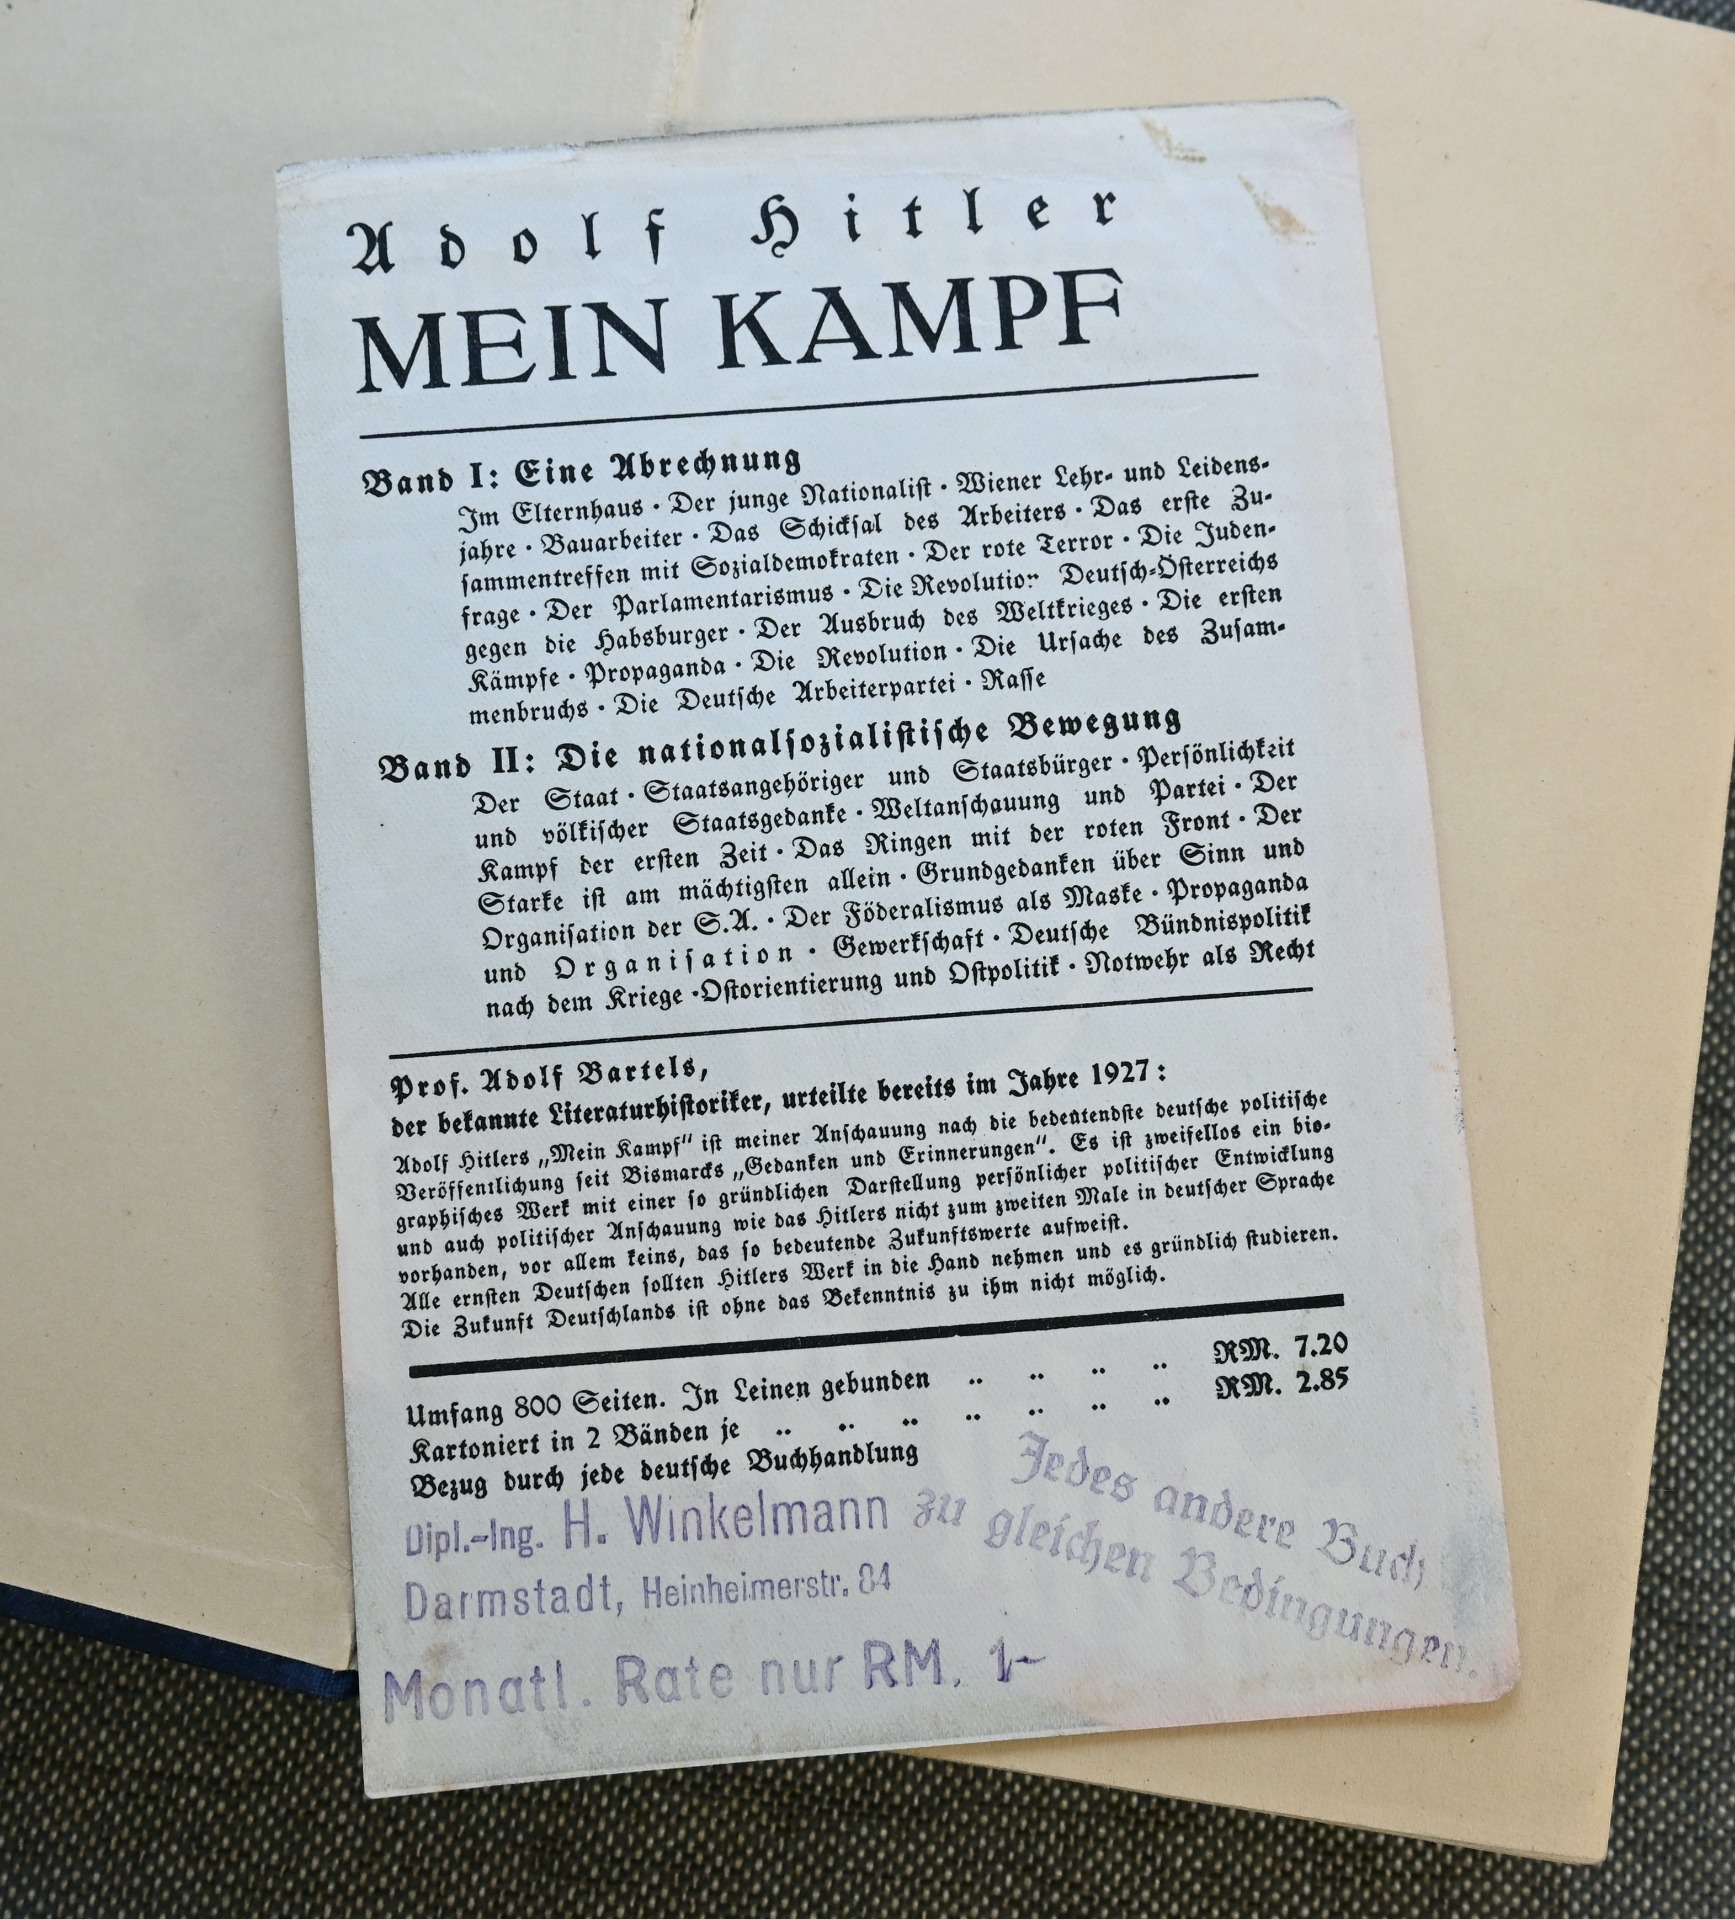 Adolf Hitler
MEIN KAMPF
Band I: Eine Abrechnung
Im Elternhaus · Der junge Nationalist · Wiener Lehr- und Leidens-
jahre · Bauarbeiter · Das Schicksal des Arbeiters · Das erste Zu-
sammentreffen mit Sozialdemokraten · Der rote Terror · Die Juden-
frage · Der Parlamentarismus · Die Revolution Deutsch-Österreichs
gegen die Habsburger · Der Ausbruch des Weltkrieges · Die ersten
Kämpfe · Propaganda · Die Revolution · Die Ursache des Zusam-
menbruchs · Die Deutsche Arbeiterpartei · Rasse
Band II: Die nationalsozialistische Bewegung
Der Staat · Staatsangehöriger und Staatsbürger · Persönlichkeit
und völkischer Staatsgedanke · Weltanschauung und Partei · Der
Kampf der ersten Zeit · Das Ringen mit der roten Front · Der
Starke ist am mächtigsten allein · Grundgedanken über Sinn und
Organisation der S.A. · Der Föderalismus als Maske · Propaganda
und Organisation · Gewerkschaft · Deutsche Bündnispolitik
nach dem Kriege · Ostorientierung und Ostpolitik · Notwehr als Recht
Prof. Adolf Bartels,
der bekannte Literaturhistoriker, urteilte bereits im Jahre 1927:
Adolf Hitlers „Mein Kampf“ ist meiner Anschauung nach die bedeutendste deutsche politische
Veröffentlichung seit Bismarcks „Gedanken und Erinnerungen“. Es ist zweifellos ein bio-
graphisches Werk mit einer so gründlichen Darstellung persönlicher politischer Entwicklung
und auch politischer Anschauung wie das Hitlers nicht zum zweiten Male in deutscher Sprache
vorhanden, vor allem keins, das so bedeutende Zukunftswerte aufweist.
Alle ernsten Deutschen sollten Hitlers Werk in die Hand nehmen und es gründlich studieren.
Die Zukunft Deutschlands ist ohne das Bekenntnis zu ihm nicht möglich.
Umfang 800 Seiten. In Leinen gebunden .. .. .. .. RM. 7.20
Kartoniert in 2 Bänden je .. .. .. .. .. .. .. RM. 2.85
Bezug durch jede deutsche Buchhandlung
Dipl.-Ing. H. Winkelmann
Darmstadt, Heinheimerstr. 84
Monatl. Rate nur RM. 1-
Jedes andere Buch
zu gleichen Bedingungen.